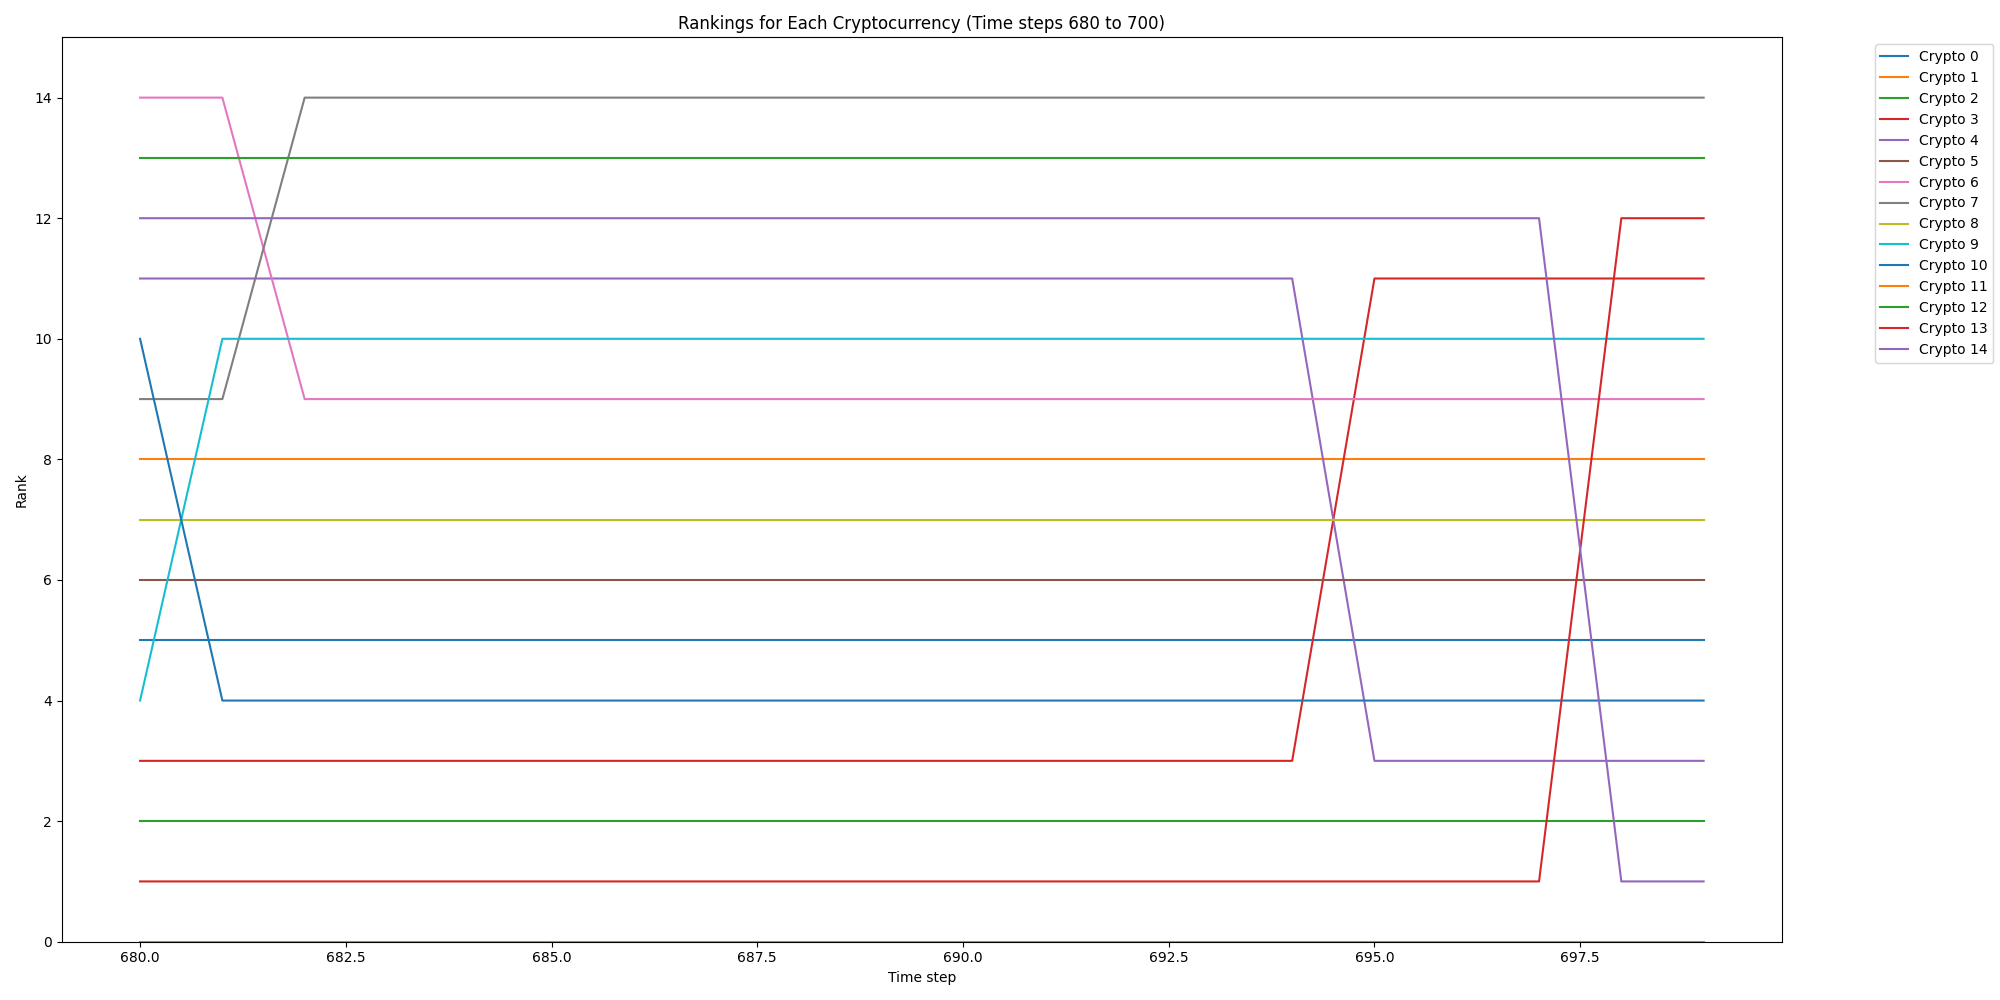 Rankings for Each Cryptocurrency (Time steps 680 to 700)
14
12
10
8
6
4
2
0
Rank
680.0 682.5 685.0 687.5 690.0 692.5 695.0 697.5
Time step
Crypto 0
Crypto 1
Crypto 2
Crypto 3
Crypto 4
Crypto 5
Crypto 6
Crypto 7
Crypto 8
Crypto 9
Crypto 10
Crypto 11
Crypto 12
Crypto 13
Crypto 14